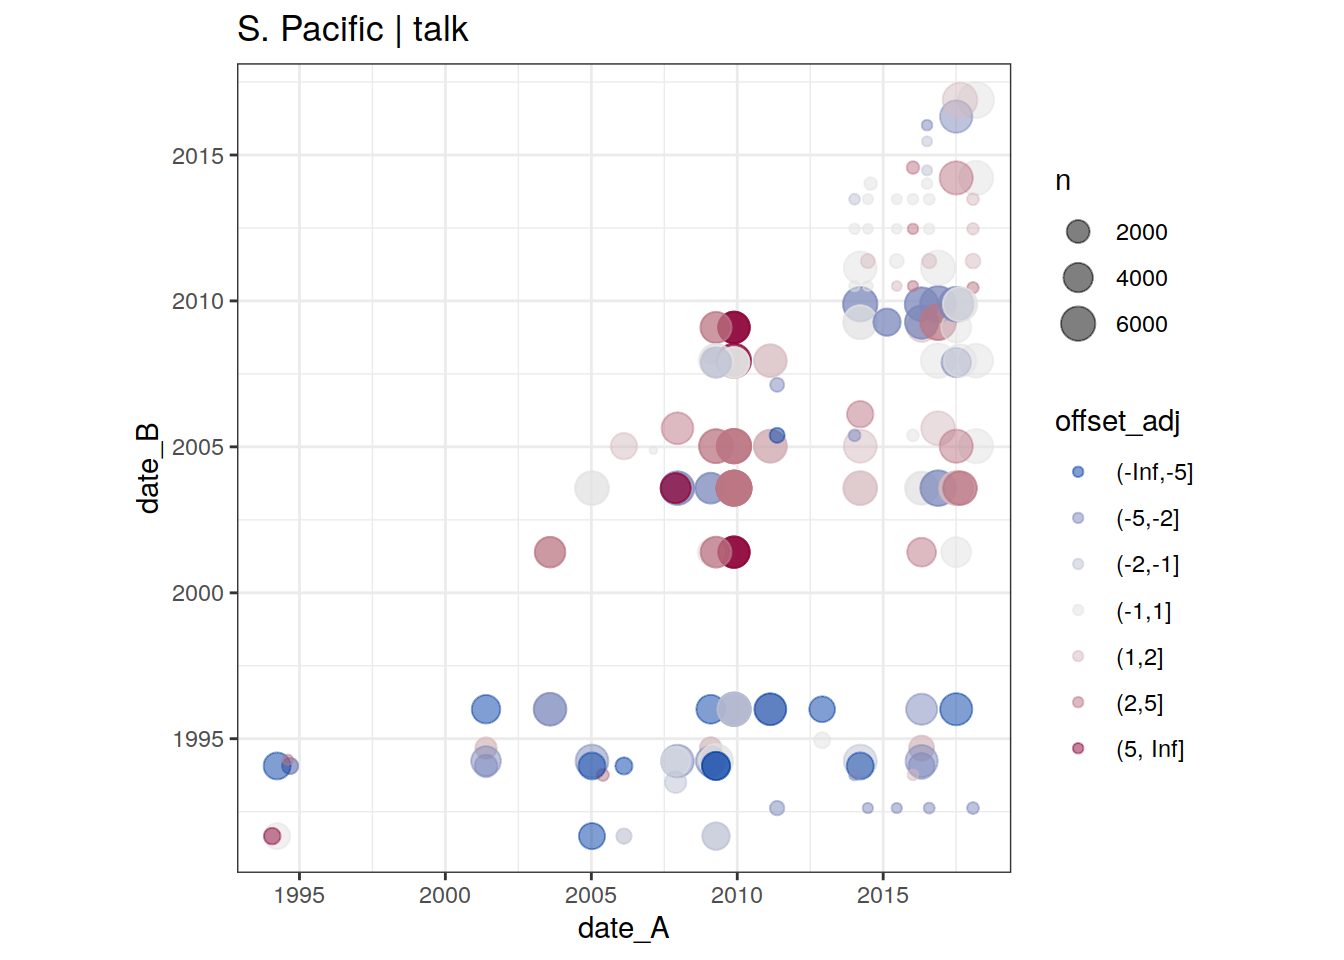 S. Pacific | talk
2015
2010
2005
2000
1995
date_B
1995
2000
2005
2010
2015
date_A
n
2000
4000
6000
offset_adj
(-Inf,-5]
(-5,-2]
(-2,-1]
(-1,1]
(1,2]
(2,5]
(5, Inf]